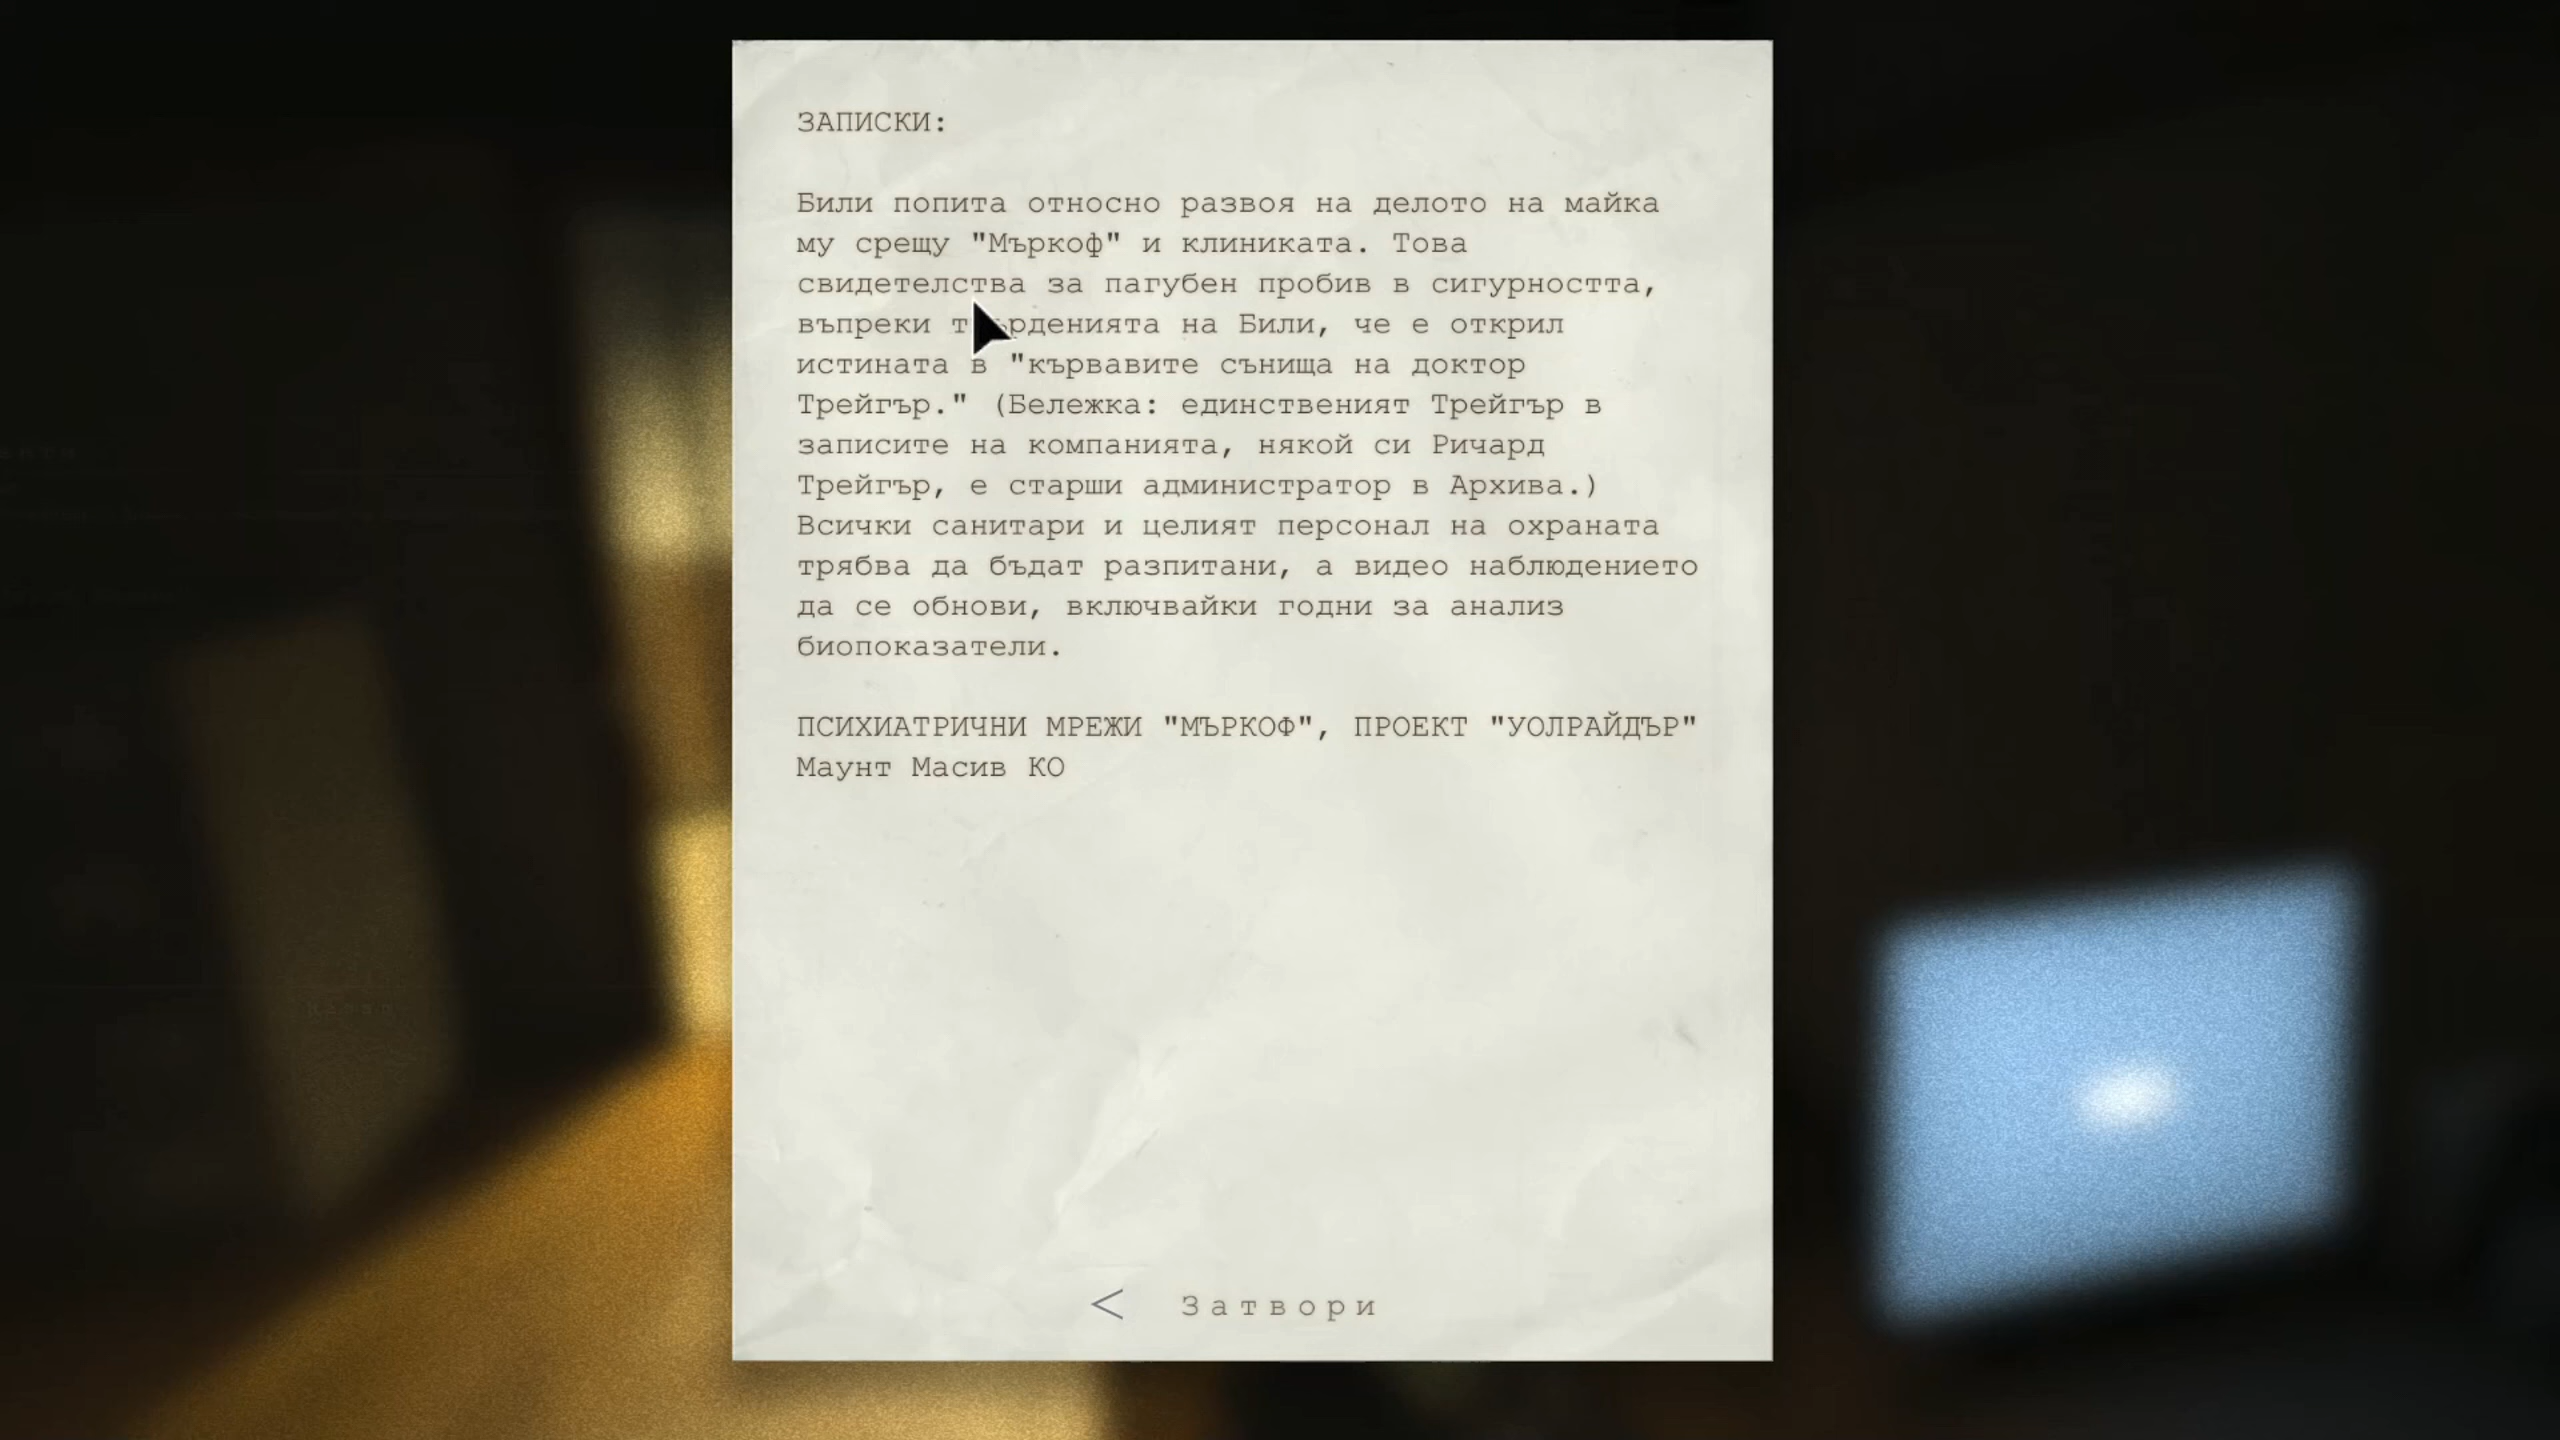 ЗАПИСКИ:
Били попита относно развоя на делото на майка
му срещу "Мъркоф" и клиниката. Това
свидетелства за пагубен пробив в сигурността,
въпреки твърденията на Били, че е открил
истината в "кървавите сънища на доктор
Трейгър." (Бележка: единственият Трейгър в
записите на компанията, някой си Ричард
Трейгър, е старши администратор в Архива.)
Всички санитари и целият персонал на охраната
трябва да бъдат разпитани, а видео наблюдението
да се обнови, включвайки годни за анализ
биопоказатели.
ПСИХИАТРИЧНИ МРЕЖИ "МЪРКОФ", ПРОЕКТ "УОЛРАЙДЪР"
Маунт Масив КО
< Затвори